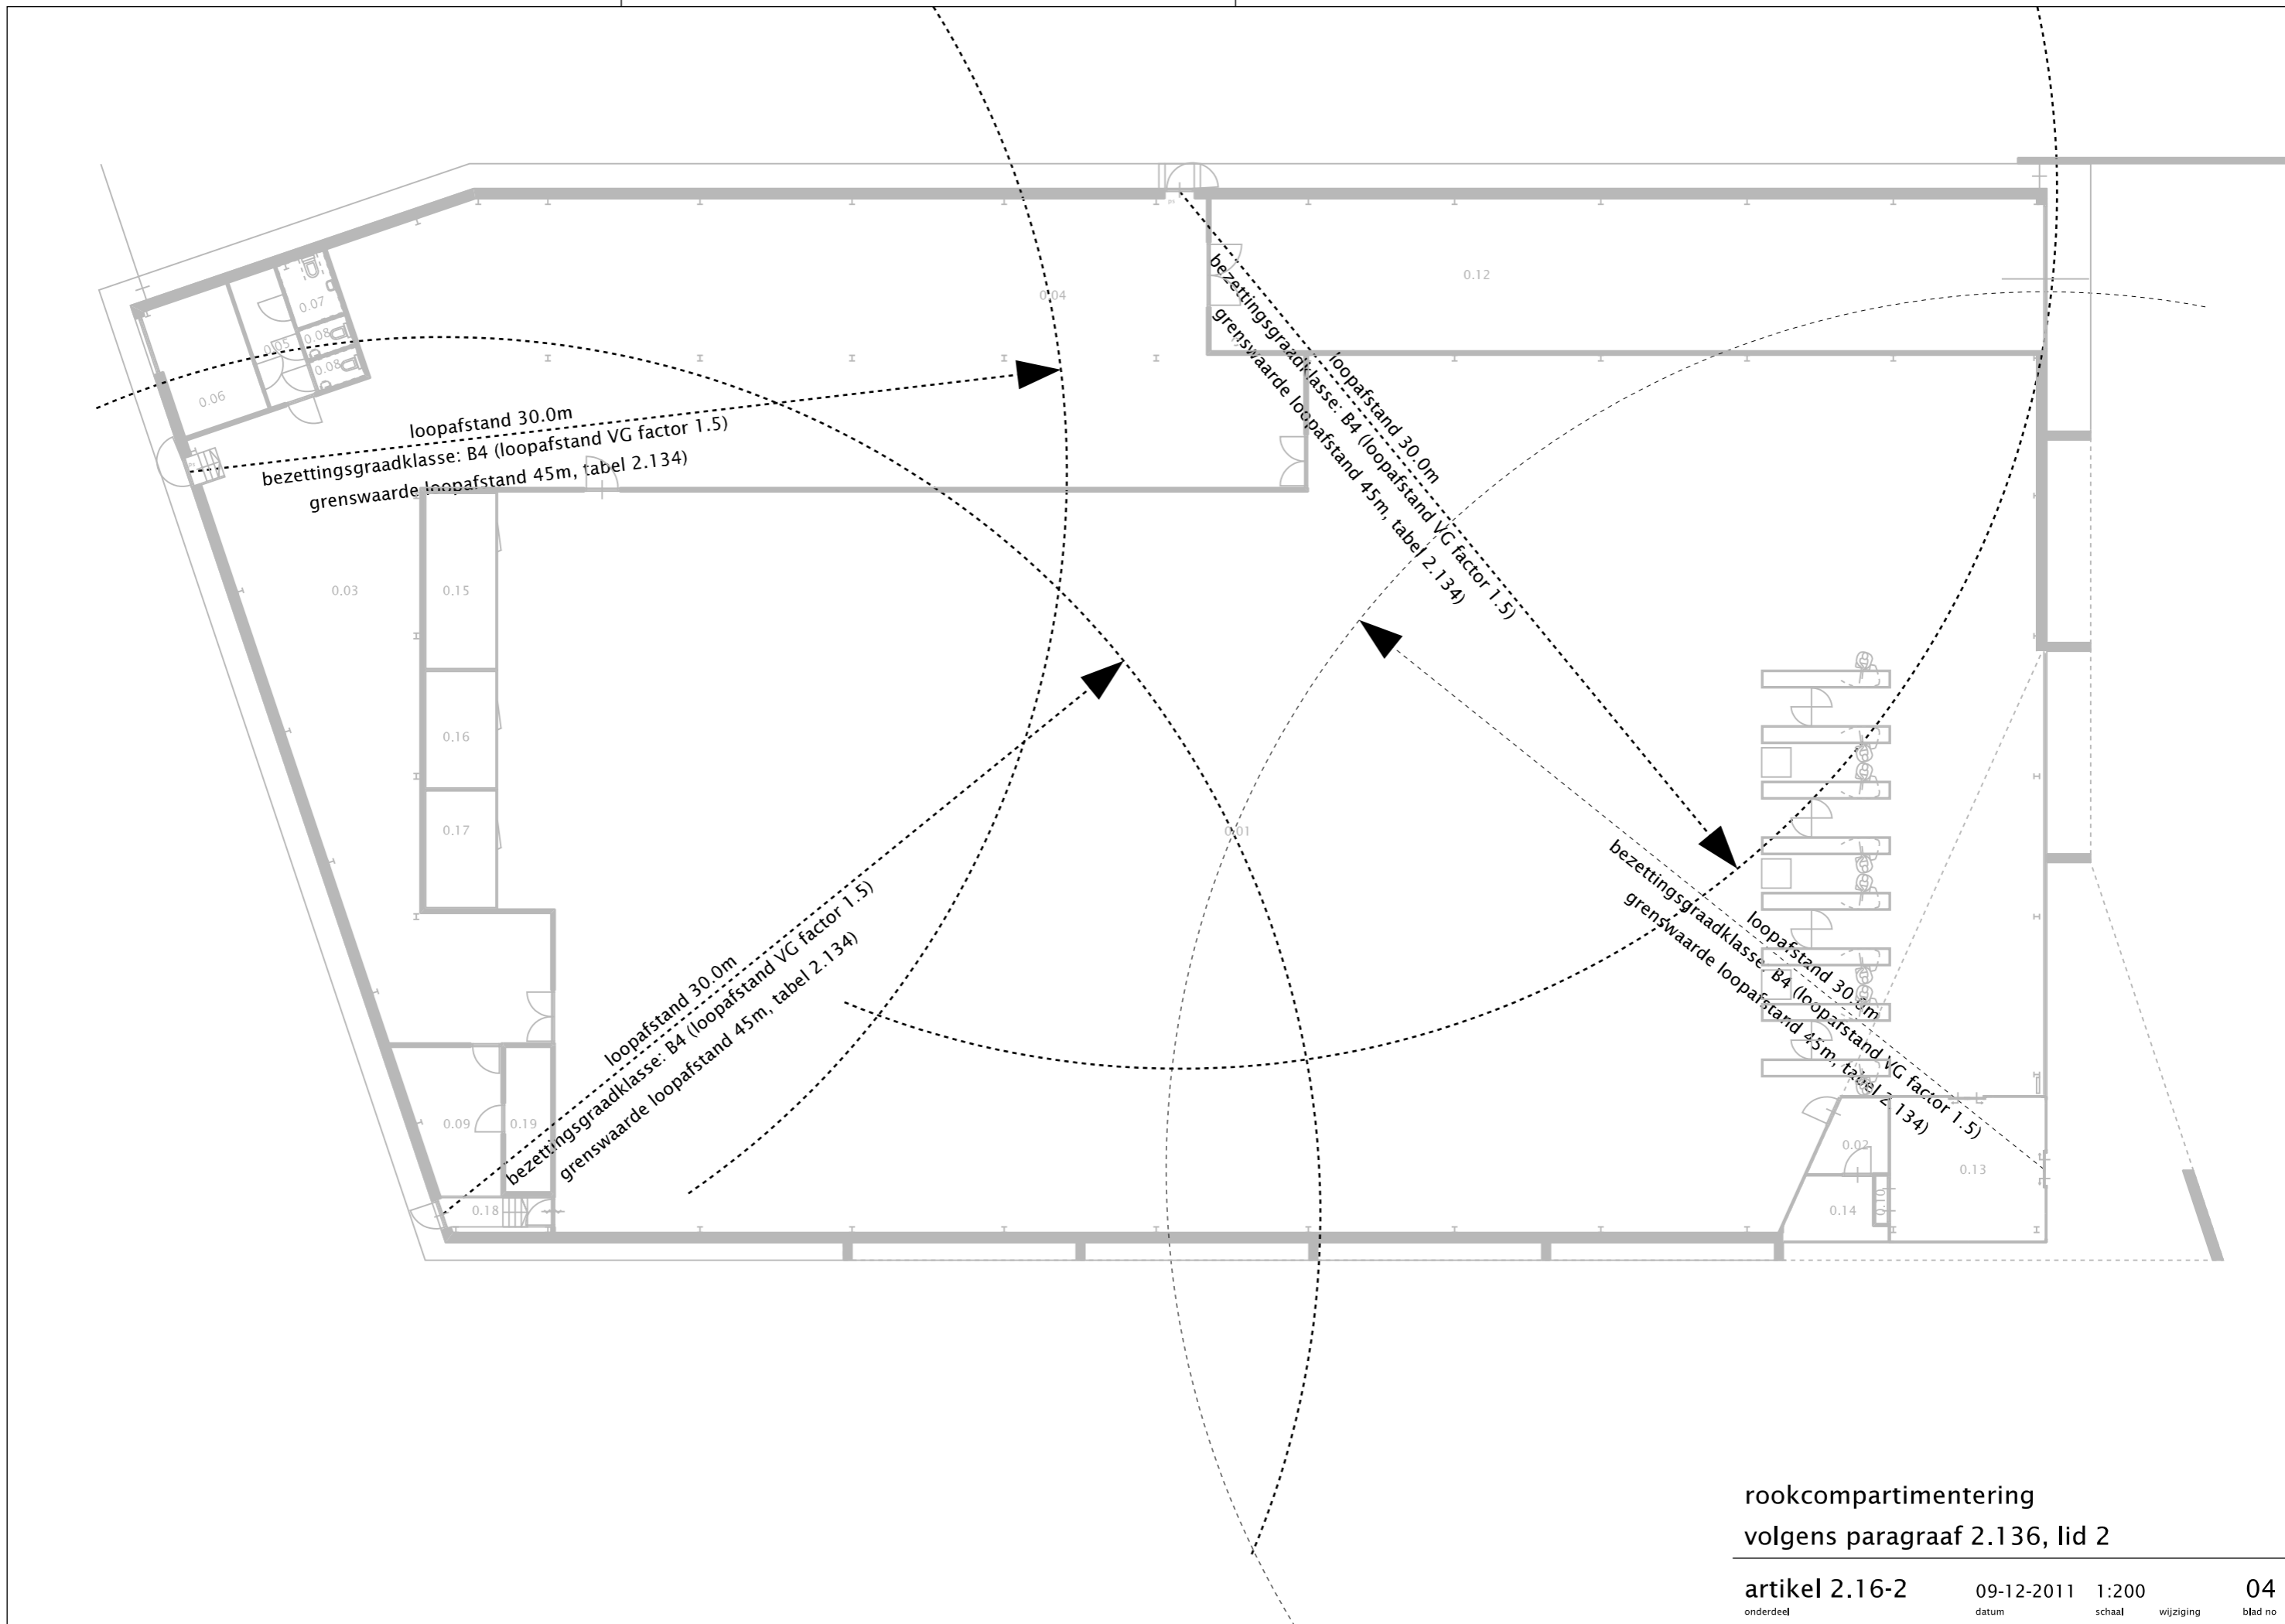 0.12
0.04
0.07
0.08
0.05
0.08
0.06
loopafstand 30.0m
bezettingsgraadklasse: B4 (loopafstand VG factor 1.5)
grenswaarde loopafstand 45m, tabel 2.134)
loopafstand 30.0m
bezettingsgraadklasse: B4 (loopafstand VG factor 1.5)
grenswaarde loopafstand 45m, tabel 2.134)
0.03
0.15
0.16
0.17
0.01
loopafstand 30.0m
bezettingsgraadklasse: B4 (loopafstand VG factor 1.5)
grenswaarde loopafstand 45m, tabel 2.134)
loopafstand 30.0m
bezettingsgraadklasse: B4 (loopafstand VG factor 1.5)
grenswaarde loopafstand 45m, tabel 2.134)
0.09
0.19
0.02
0.13
0.18
0.14
0.10
rookcompartimentering
volgens paragraaf 2.136, lid 2
artikel 2.16-2 09-12-2011 1:200 04
onderdeel datum schaal wijziging blad no